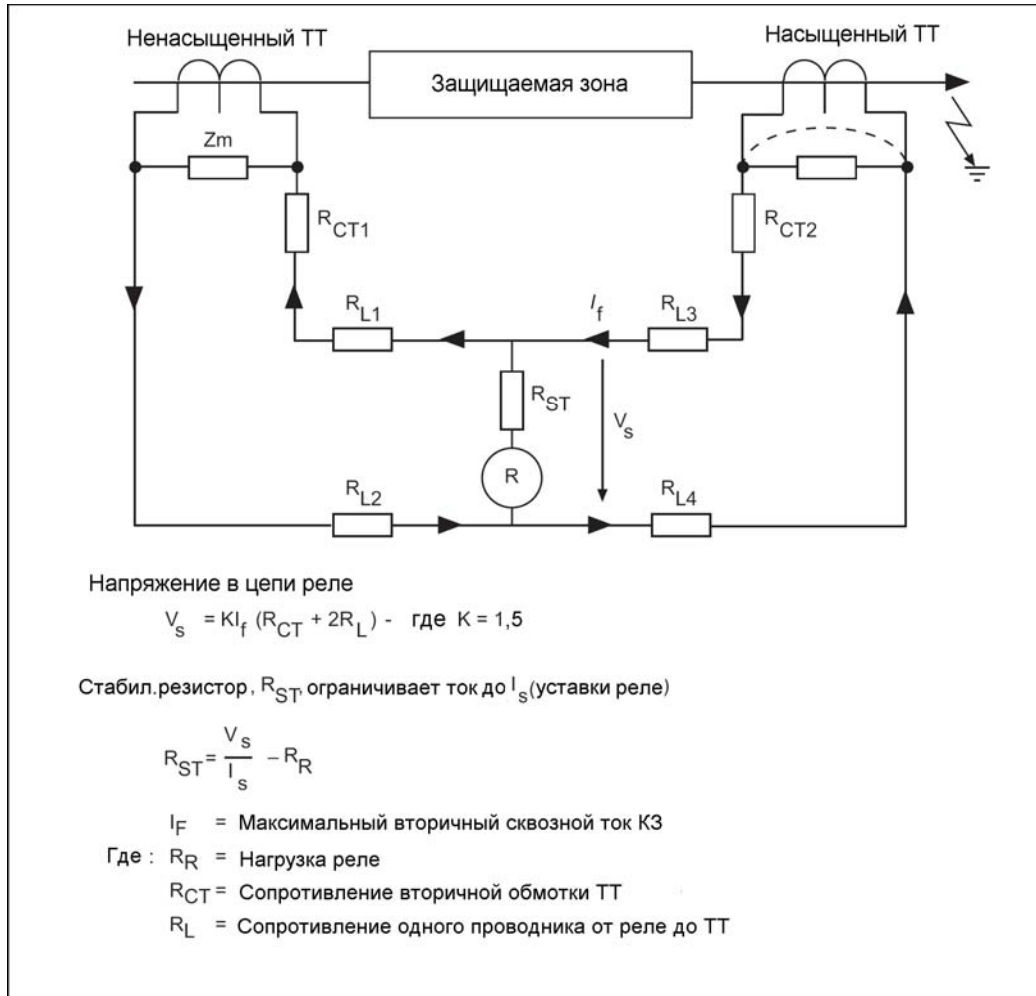 Ненасыщенный ТТ
Насыщенный ТТ
Защищаемая зона
Zm
R_CT1
R_CT2
R_L1
I_f
R_L3
R_ST
V_s
R
R_L2
R_L4
Напряжение в цепи реле
V_s = KI_f (R_CT + 2R_L) - где K = 1,5
Стабил.резистор, R_ST, ограничивает ток до I_s(уставки реле)
R_ST = V_s / I_s – R_R
I_F = Максимальный вторичный сквозной ток КЗ
Где : R_R = Нагрузка реле
R_CT = Сопротивление вторичной обмотки ТТ
R_L = Сопротивление одного проводника от реле до ТТ